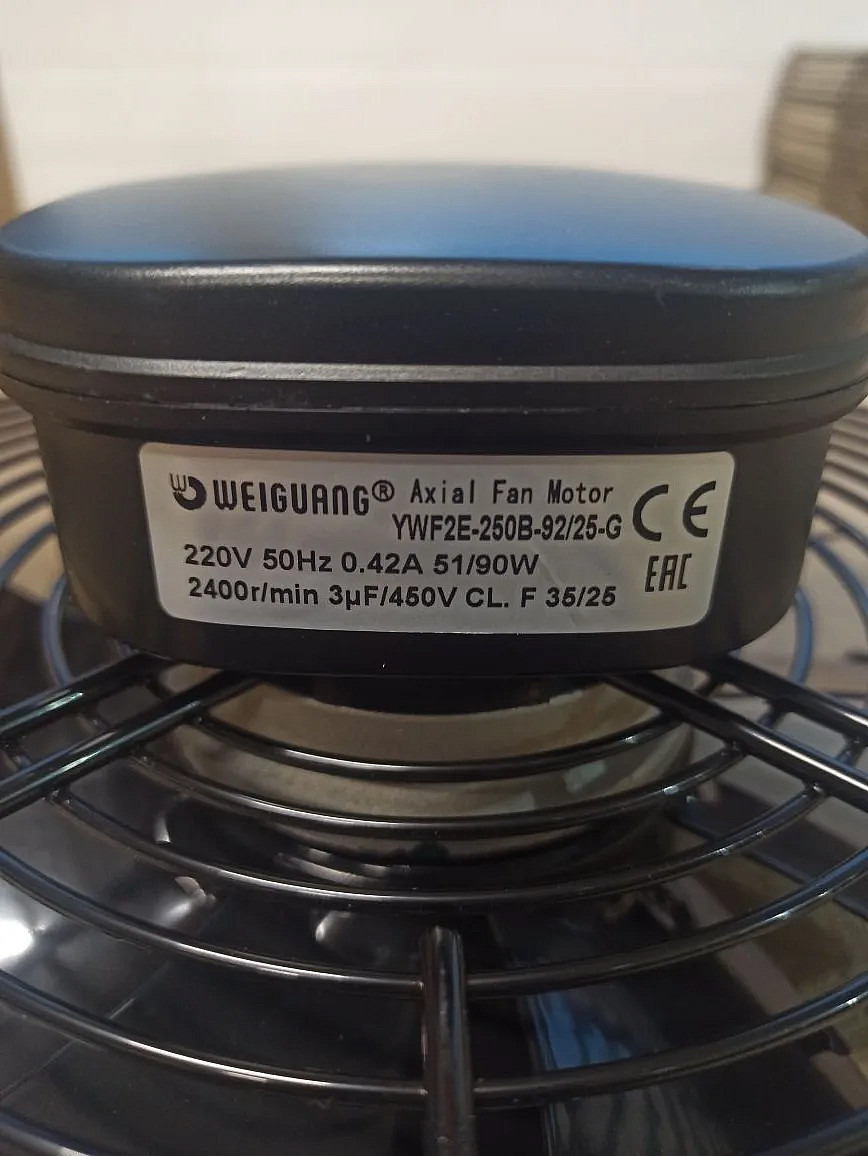 WEIGUANG® Axial Fan Motor
YWF2E-250B-92/25-G
CE
220V 50Hz 0.42A 51/90W
EAC
2400r/min 3µF/450V CL. F 35/25